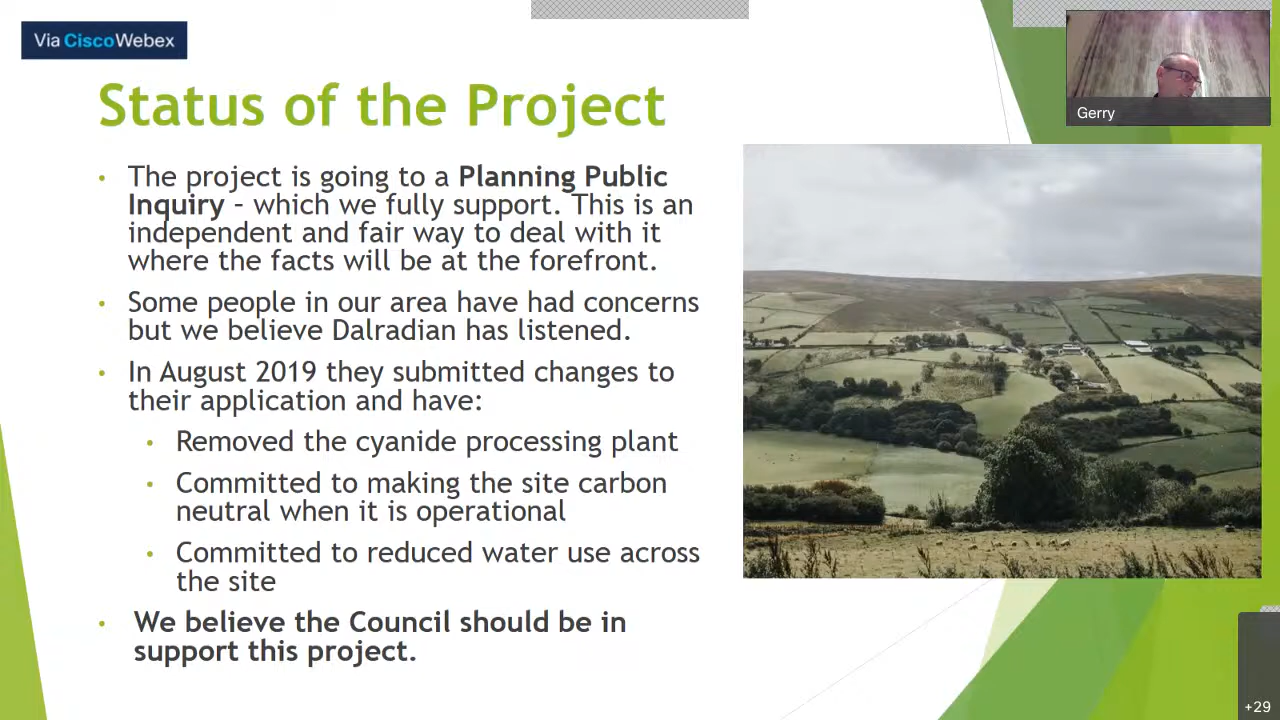 Via CiscoWebex
Gerry
Status of the Project
• The project is going to a Planning Public
Inquiry – which we fully support. This is an
independent and fair way to deal with it
where the facts will be at the forefront.
• Some people in our area have had concerns
but we believe Dalradian has listened.
• In August 2019 they submitted changes to
their application and have:
• Removed the cyanide processing plant
• Committed to making the site carbon
neutral when it is operational
• Committed to reduced water use across
the site
• We believe the Council should be in
support this project.
+29